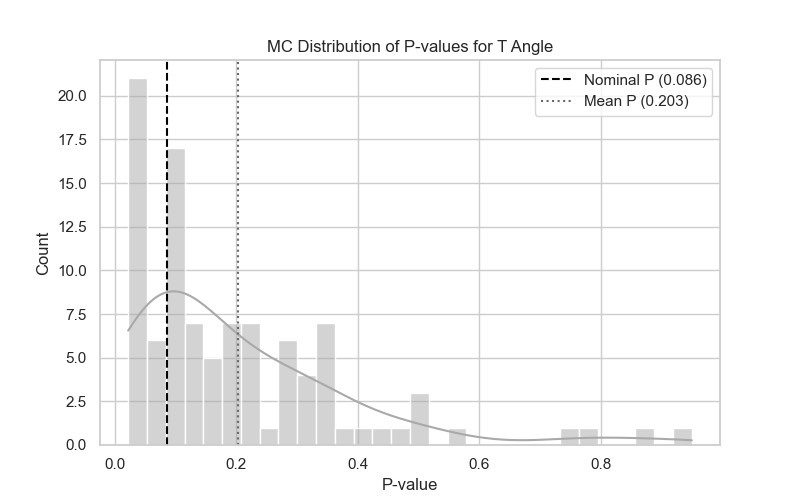 MC Distribution of P-values for T Angle
Nominal P (0.086)
Mean P (0.203)
Count
20.0
17.5
15.0
12.5
10.0
7.5
5.0
2.5
0.0
0.0 0.2 0.4 0.6 0.8
P-value